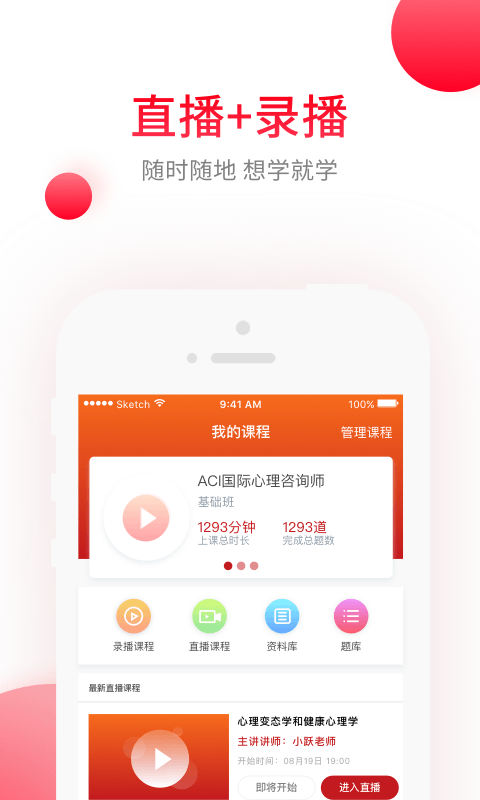 直播+录播
随时随地 想学就学
Sketch 9:41 AM 100%
我的课程 管理课程
ACI国际心理咨询师
基础班
1293分钟 1293道
上课总时长 完成总题数
录播课程 直播课程 资料库 题库
最新直播课程
心理变态学和健康心理学
主讲讲师：小跃老师
开始时间：08月19日 19:00
即将开始 进入直播